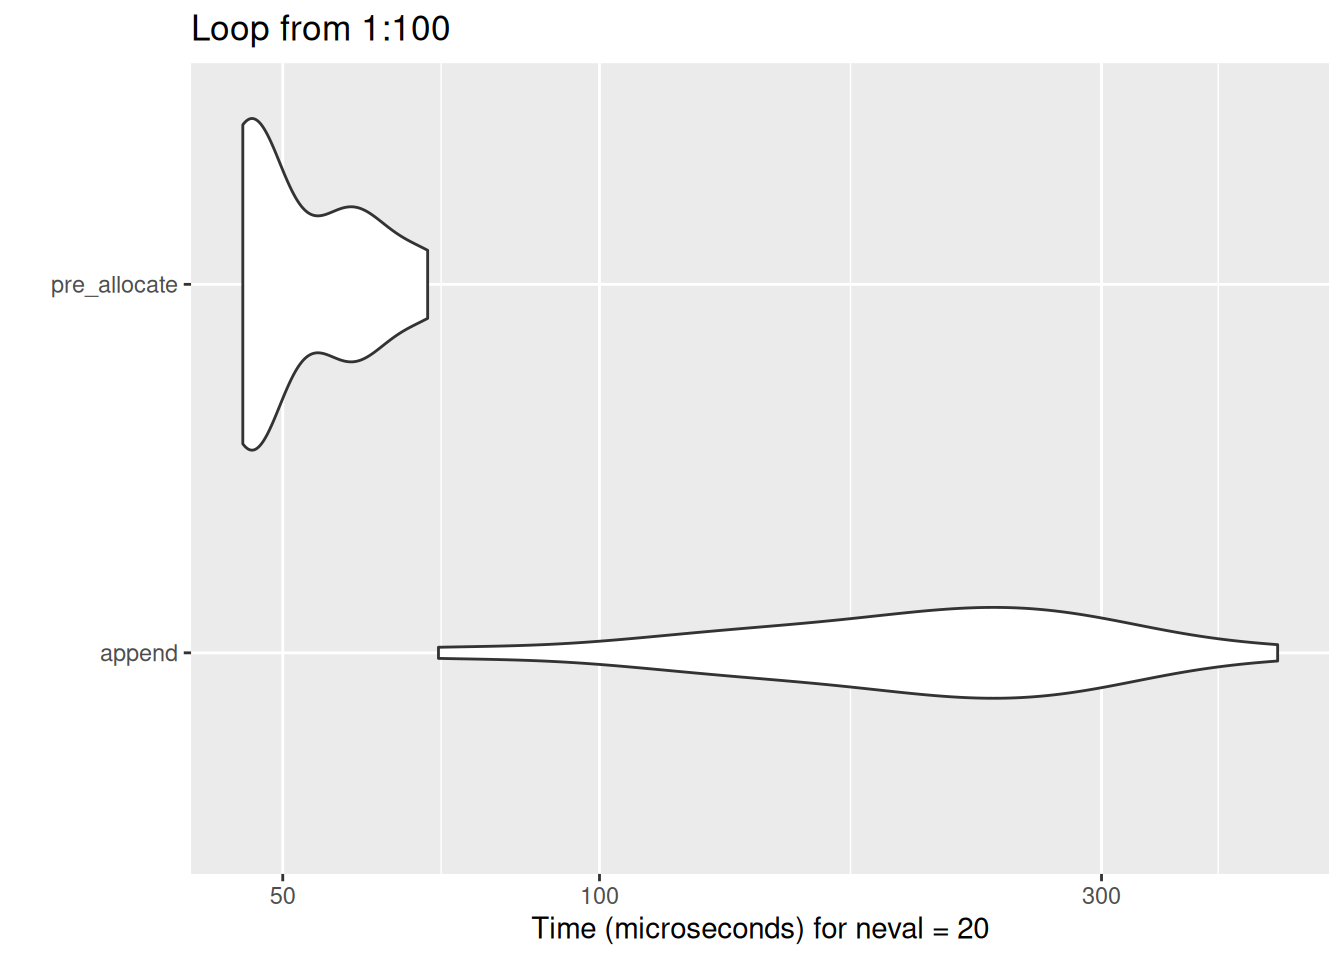 Loop from 1:100
pre_allocate
append
50
100
300
Time (microseconds) for neval = 20